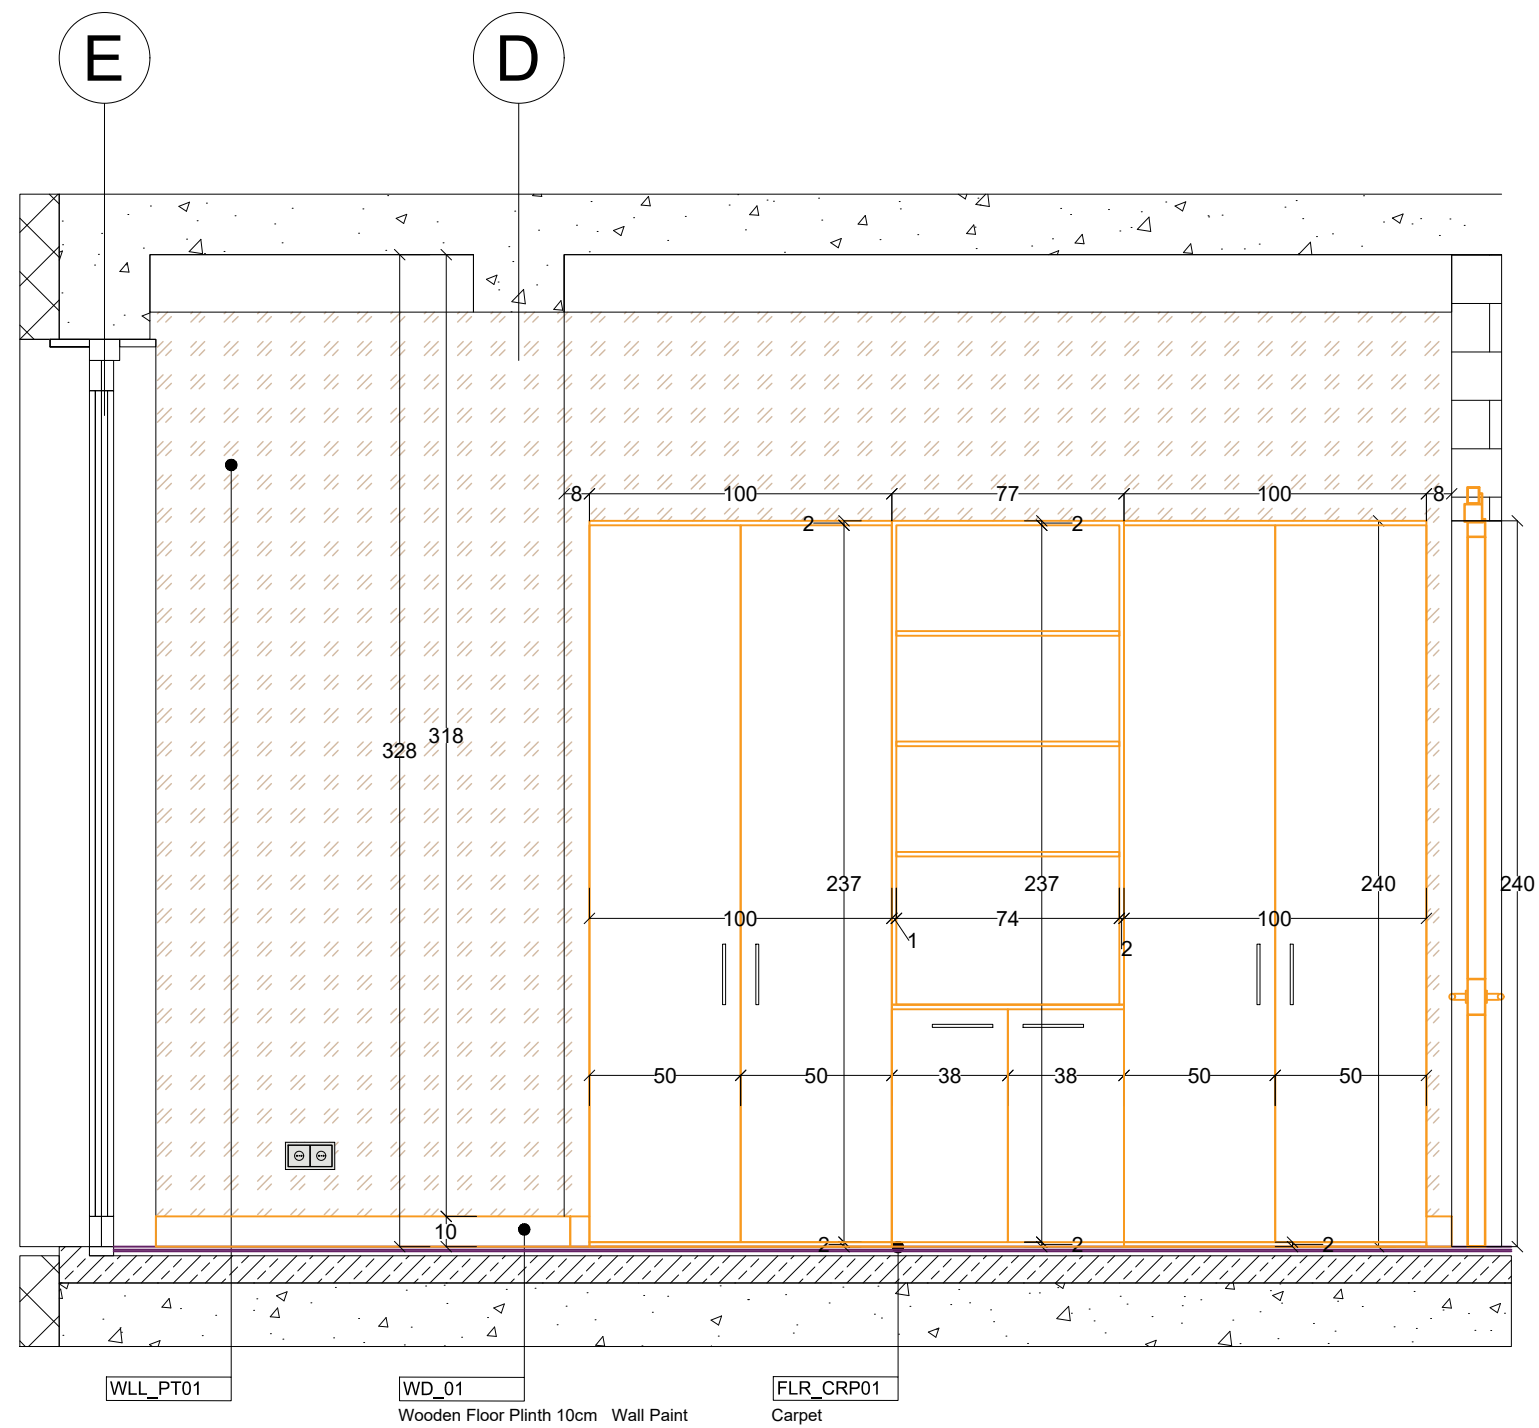 E D
8 100 77 100 8
2 2
318
328
237 237 240 240
100 74 100
1 2
50 50 38 38 50 50
10
2 2 2
WLL_PT01 WD_01 FLR_CRP01
Wooden Floor Plinth 10cm Wall Paint Carpet